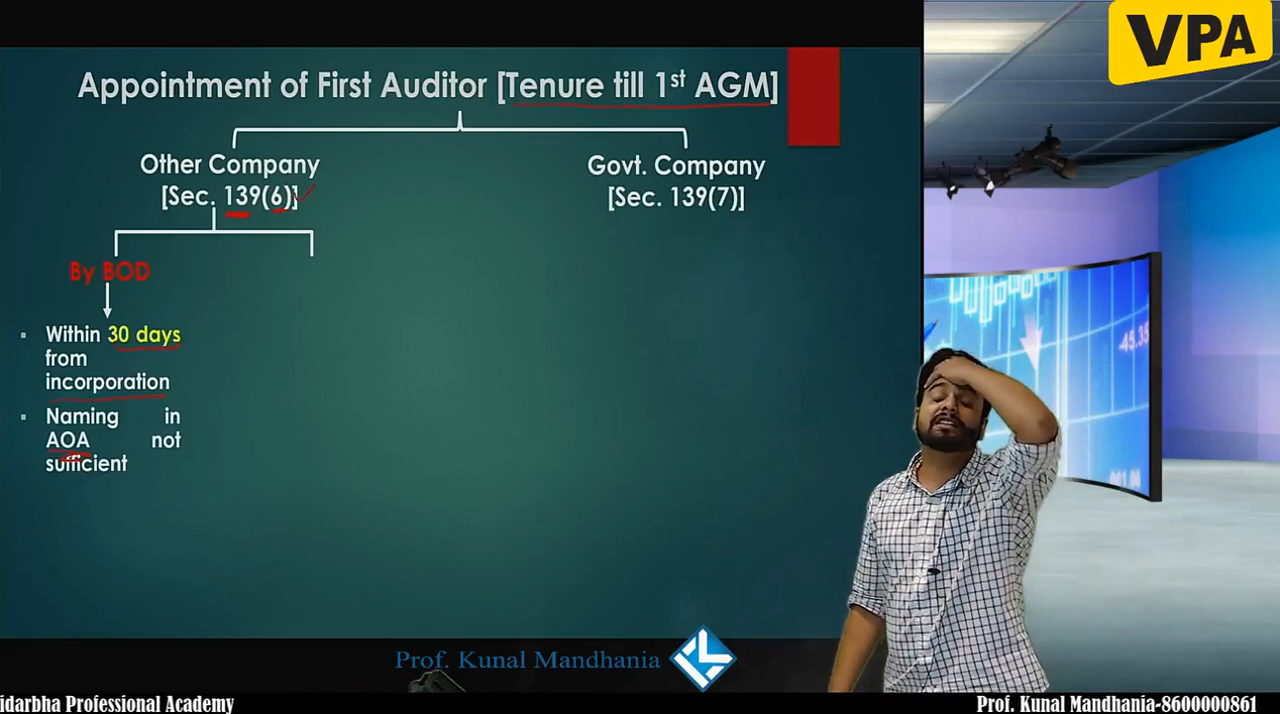 VPA
Appointment of First Auditor [Tenure till 1st AGM]
Other Company
[Sec. 139(6)]
Govt. Company
[Sec. 139(7)]
By BOD
Within 30 days
from
incorporation
Naming in
AOA not
sufficient
-45.35
Prof. Kunal Mandhania
idarbha Professional Academy
Prof. Kunal Mandhania-8600000861